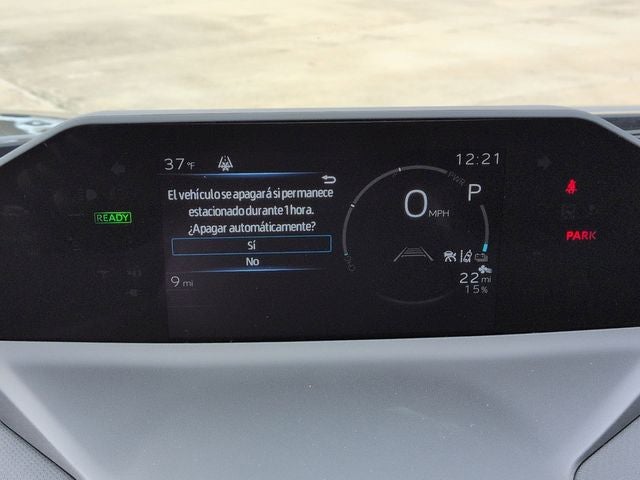 37°F
12:21
El vehículo se apagará si permanece
estacionado durante 1 hora.
¿Apagar automáticamente?
Sí
No
9 mi
READY
PWR
0 MPH
P
22 mi
15%
PARK